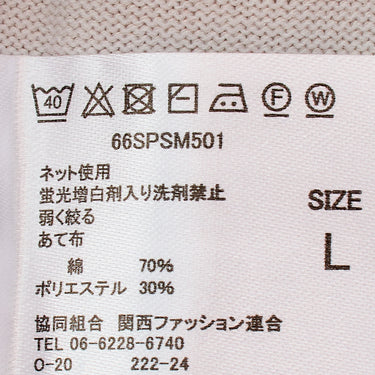 40 F W
66SPSM501
ネット使用
蛍光増白剤入り洗剤禁止
弱く絞る
あて布
綿 70%
ポリエステル 30%
SIZE
L
協同組合 関西ファッション連合
TEL 06-6228-6740
O-20 222-24